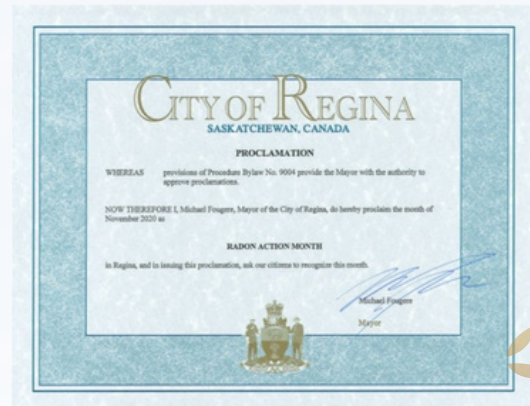 CITY OF REGINA
SASKATCHEWAN, CANADA
PROCLAMATION
WHEREAS provisions of Procedure Bylaw No. 9004 provide the Mayor with the authority to
approve proclamations.
NOW THEREFORE I, Michael Fougere, Mayor of the City of Regina, do hereby proclaim the month of
November 2020 as
RADON ACTION MONTH
in Regina, and in issuing this proclamation, ask our citizens to recognize this month.
Michael Fougere
Mayor